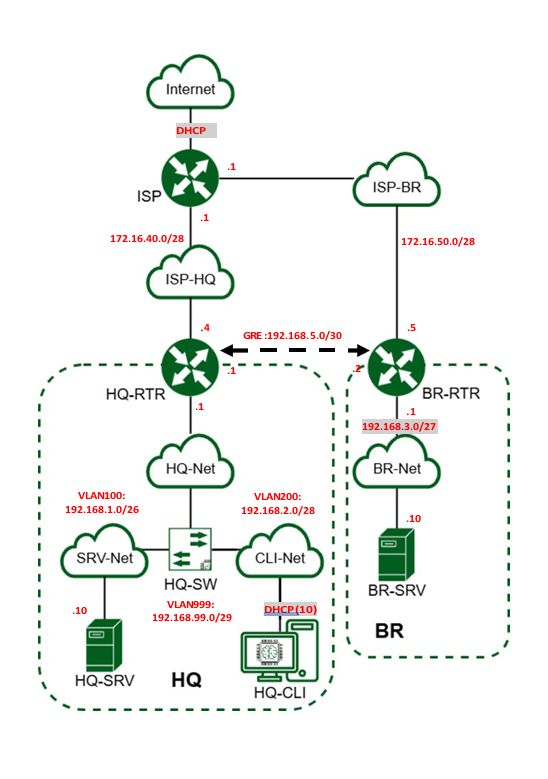 Internet
DHCP
.1
ISP
ISP-BR
.1
172.16.40.0/28
172.16.50.0/28
ISP-HQ
.4
.5
GRE :192.168.5.0/30
.1
.2
HQ-RTR
BR-RTR
.1
.1
192.168.3.0/27
HQ-Net
BR-Net
VLAN100:
192.168.1.0/26
VLAN200:
192.168.2.0/28
.10
SRV-Net
CLI-Net
HQ-SW
BR-SRV
VLAN999:
192.168.99.0/29
.10
DHCP (10)
BR
HQ-SRV
HQ
HQ-CLI